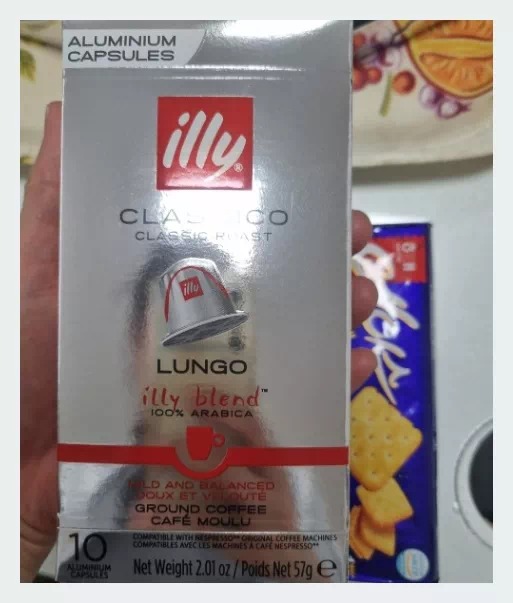 ALUMINIUM
CAPSULES
illy®
CLASSICO
CLASSIC ROAST
illy
LUNGO
illy blend™
100% ARABICA
MILD AND BALANCED
DOUX ET VELOUTÉ
GROUND COFFEE
CAFÉ MOULU
10
ALUMINIUM
CAPSULES
COMPATIBLE WITH NESPRESSO** ORIGINAL COFFEE MACHINES
COMPATIBLES AVEC LES MACHINES À CAFÉ NESPRESSO**
Net Weight 2.01 oz / Poids Net 57g ℮